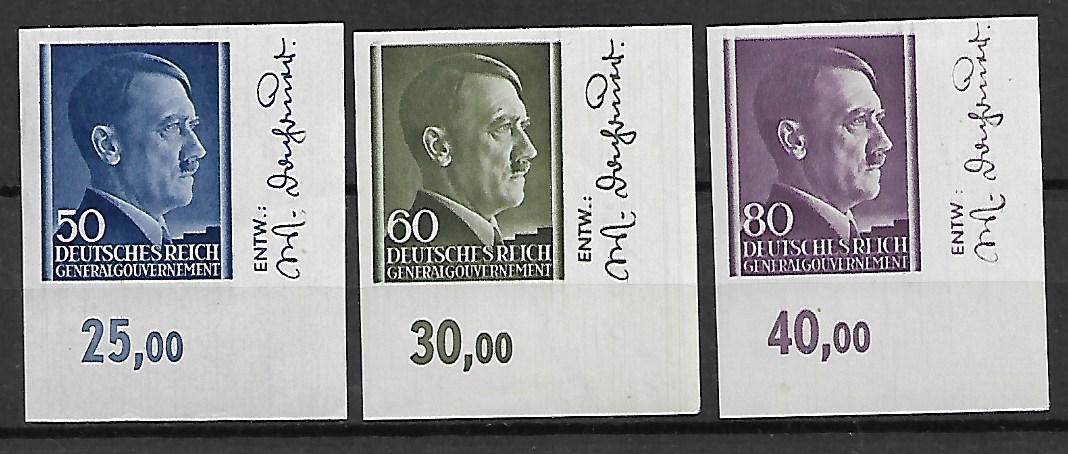 50
DEUTSCHES REICH
GENERALGOUVERNEMENT
ENTW.:
25,00
60
DEUTSCHES REICH
GENERALGOUVERNEMENT
ENTW.:
30,00
80
DEUTSCHES REICH
GENERALGOUVERNEMENT
ENTW.:
40,00